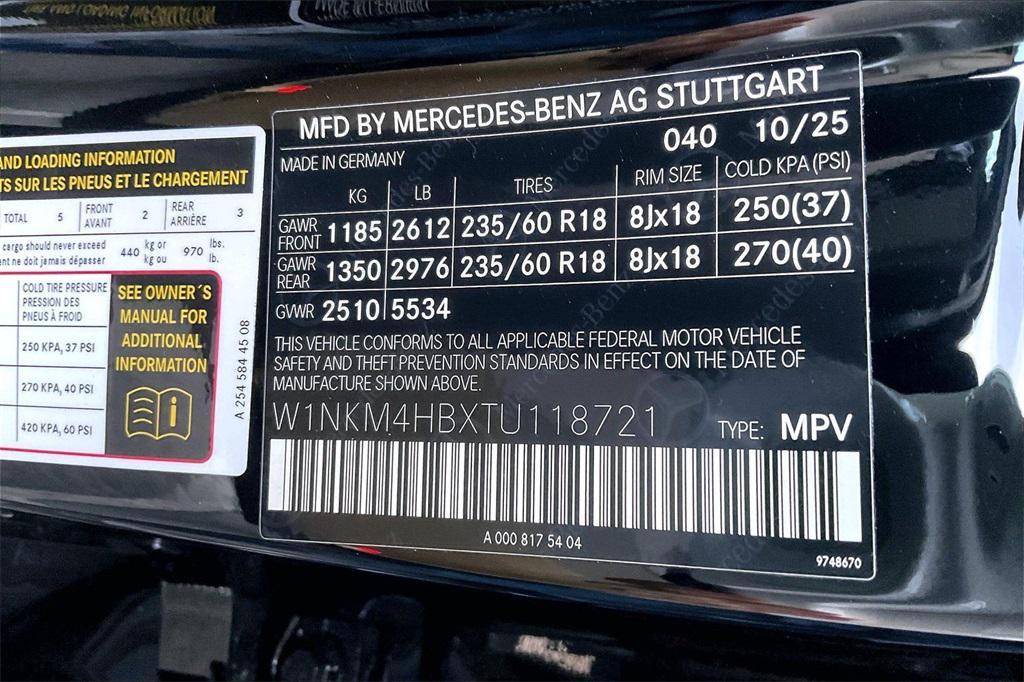 AND LOADING INFORMATION
TS SUR LES PNEUS ET LE CHARGEMENT
TOTAL 5 FRONT AVANT 2 REAR ARRIÈRE 3
cargo should never exceed 440 kg or 970 lbs.
ent ne doit jamais dépasser kg ou lb.
COLD TIRE PRESSURE
PRESSION DES
PNEUS À FROID
250 KPA, 37 PSI
270 KPA, 40 PSI
420 KPA, 60 PSI
SEE OWNER´S
MANUAL FOR
ADDITIONAL
INFORMATION
i
A 254 584 45 08
MFD BY MERCEDES-BENZ AG STUTTGART
MADE IN GERMANY 040 10/25
KG LB TIRES RIM SIZE COLD KPA (PSI)
GAWR FRONT 1185 2612 235/60 R18 8Jx18 250(37)
GAWR REAR 1350 2976 235/60 R18 8Jx18 270(40)
GVWR 2510 5534
THIS VEHICLE CONFORMS TO ALL APPLICABLE FEDERAL MOTOR VEHICLE
SAFETY AND THEFT PREVENTION STANDARDS IN EFFECT ON THE DATE OF
MANUFACTURE SHOWN ABOVE.
W1NKM4HBXTU118721 TYPE: MPV
A 000 817 54 04
9748670